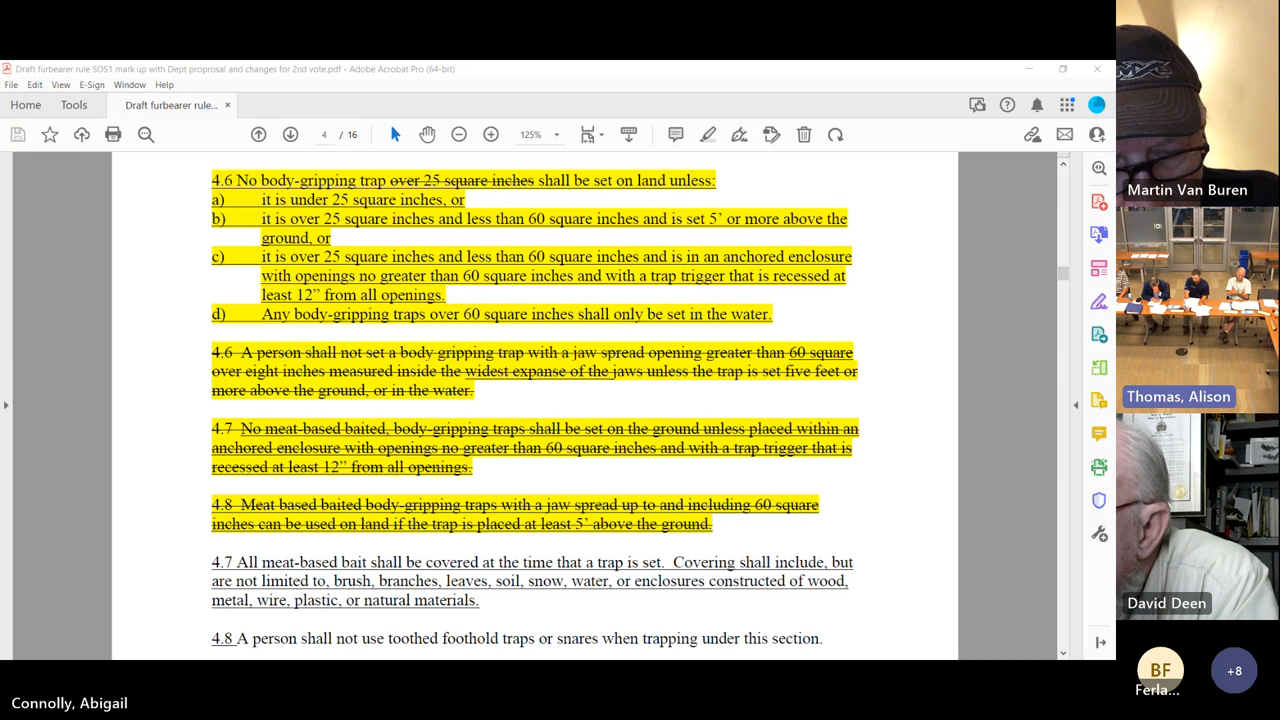 Draft furbearer rule SOS1 mark up with Dept proprosal and changes for 2nd vote.pdf - Adobe Acrobat Pro (64-bit)
File Edit View E-Sign Window Help
Home Tools Draft furbearer rule... ×
4 / 16 125%
4.6 No body-gripping trap over 25 square inches shall be set on land unless:
a) it is under 25 square inches, or
b) it is over 25 square inches and less than 60 square inches and is set 5’ or more above the
ground, or
c) it is over 25 square inches and less than 60 square inches and is in an anchored enclosure
with openings no greater than 60 square inches and with a trap trigger that is recessed at
least 12” from all openings.
d) Any body-gripping traps over 60 square inches shall only be set in the water.
4.6 A person shall not set a body gripping trap with a jaw spread opening greater than 60 square
over eight inches measured inside the widest expanse of the jaws unless the trap is set five feet or
more above the ground, or in the water.
4.7 No meat-based baited, body-gripping traps shall be set on the ground unless placed within an
anchored enclosure with openings no greater than 60 square inches and with a trap trigger that is
recessed at least 12” from all openings.
4.8 Meat based baited body-gripping traps with a jaw spread up to and including 60 square
inches can be used on land if the trap is placed at least 5’ above the ground.
4.7 All meat-based bait shall be covered at the time that a trap is set. Covering shall include, but
are not limited to, brush, branches, leaves, soil, snow, water, or enclosures constructed of wood,
metal, wire, plastic, or natural materials.
4.8 A person shall not use toothed foothold traps or snares when trapping under this section.
Martin Van Buren
Thomas, Alison
David Deen
BF
Ferla...
+8
Connolly, Abigail